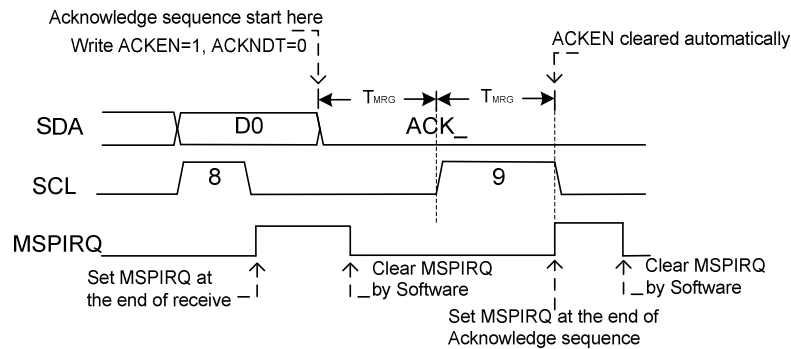 Acknowledge sequence start here
Write ACKEN=1, ACKNDT=0
ACKEN cleared automatically
TMRG
TMRG
SDA
D0
ACK_
SCL
8
9
MSPIRQ
Set MSPIRQ at
the end of receive
Clear MSPIRQ
by Software
Set MSPIRQ at the end of
Acknowledge sequence
Clear MSPIRQ
by Software